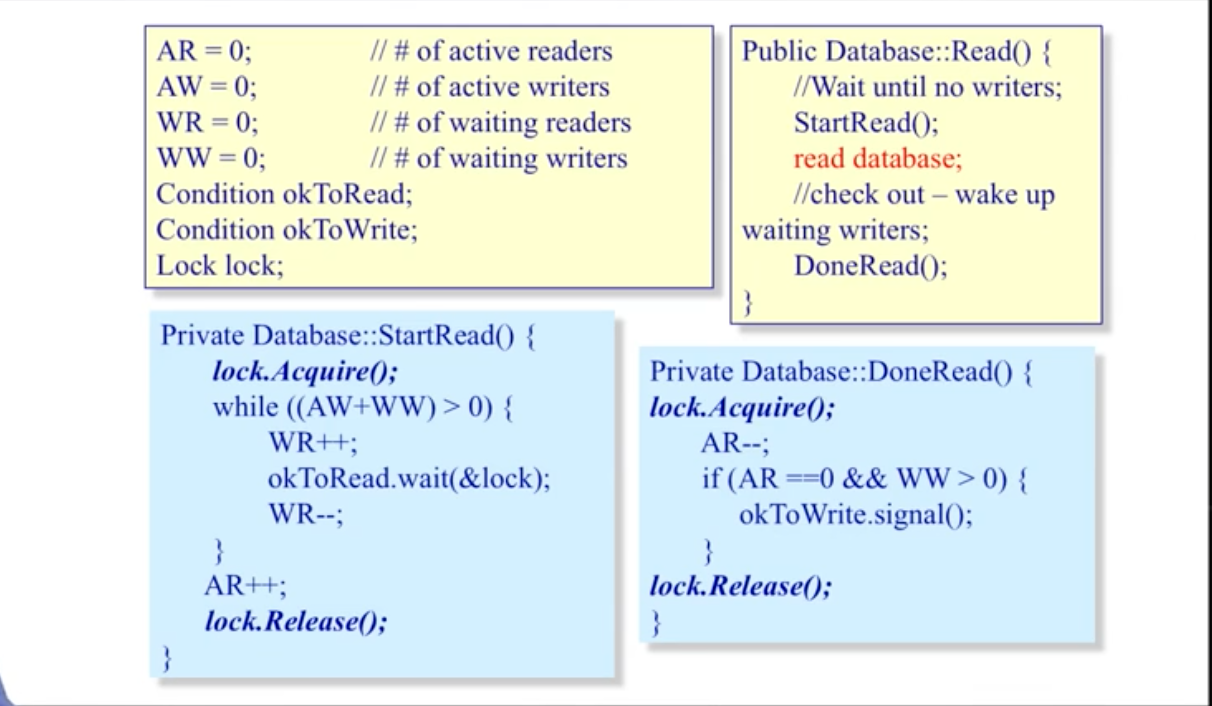 AR = 0; // # of active readers
AW = 0; // # of active writers
WR = 0; // # of waiting readers
WW = 0; // # of waiting writers
Condition okToRead;
Condition okToWrite;
Lock lock;
Public Database::Read() {
//Wait until no writers;
StartRead();
read database;
//check out – wake up
waiting writers;
DoneRead();
}
Private Database::StartRead() {
lock.Acquire();
while ((AW+WW) > 0) {
WR++;
okToRead.wait(&lock);
WR--;
}
AR++;
lock.Release();
}
Private Database::DoneRead() {
lock.Acquire();
AR--;
if (AR ==0 && WW > 0) {
okToWrite.signal();
}
lock.Release();
}